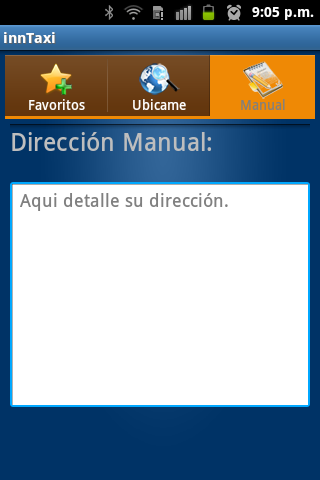 9:05 p.m.
innTaxi
Favoritos
Ubicame
Manual
Dirección Manual:
Aqui detalle su dirección.